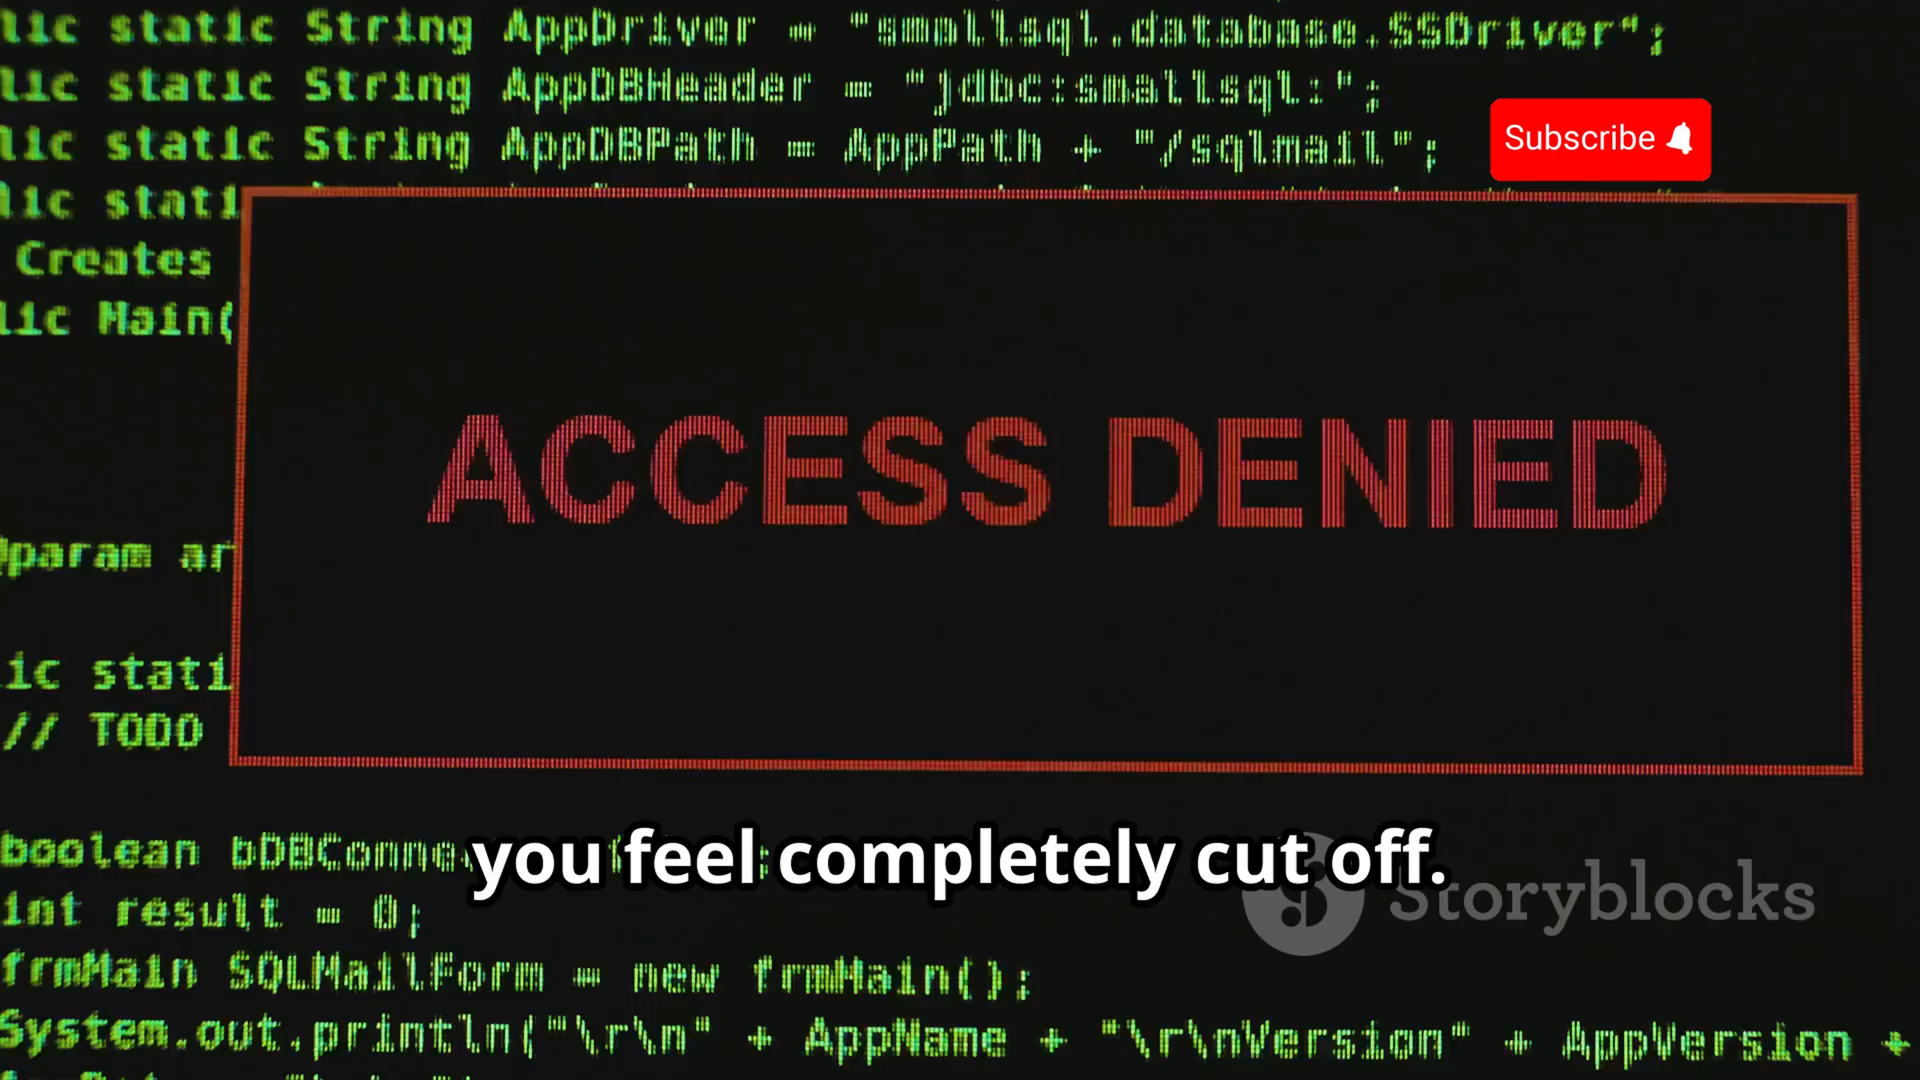 lic static String AppDriver = "smallsql.database.SSDriver";
lic static String AppDBHeader = "jdbc:smallsql:";
lic static String AppDBPath = AppPath + "/sqlmail";
Subscribe
lic stati
Creates
lic Main(
ACCESS DENIED
@param ar
ic stati
// TODO
boolean bDBConne
you feel completely cut off.
Storyblocks
int result = 0;
frmMain SQLMailForm = new frmMain();
System.out.println("\r\n" + AppName + "\r\nVersion" + AppVersion +